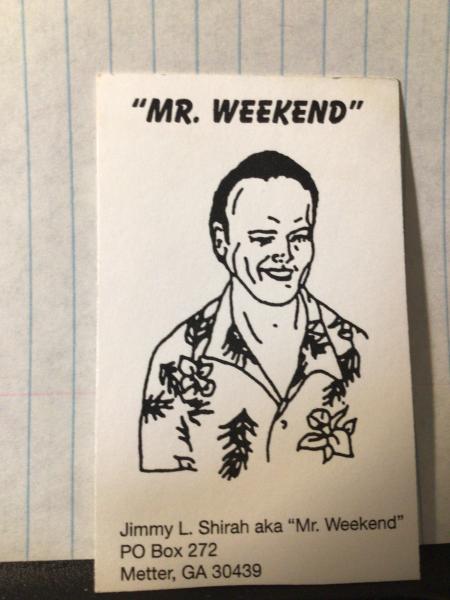 "MR. WEEKEND"
Jimmy L. Shirah aka "Mr. Weekend"
PO Box 272
Metter, GA 30439